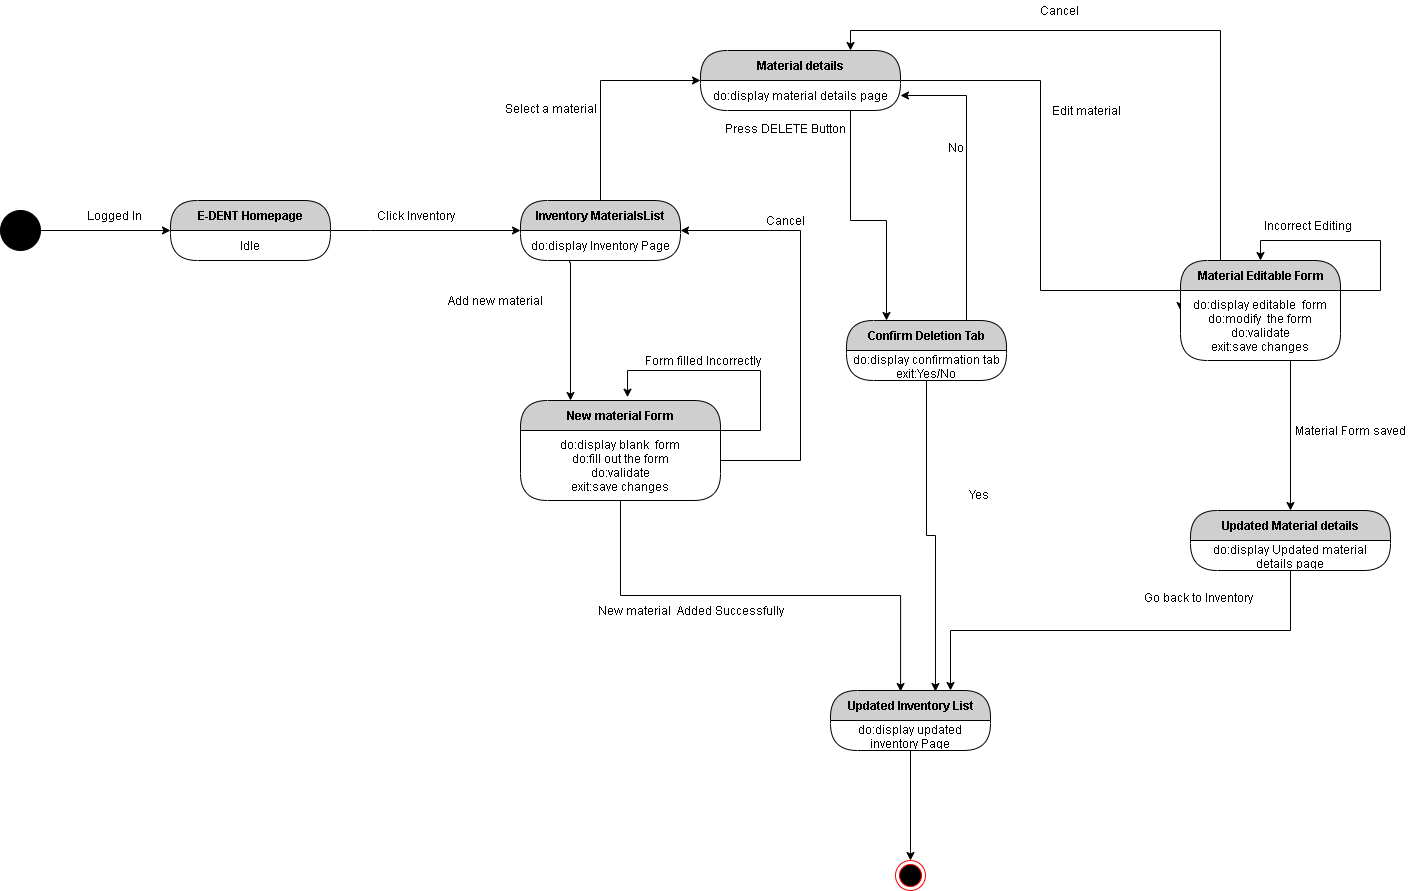 Cancel
Material details
do:display material details page
Select a material
Edit material
Press DELETE Button
No
Logged In
E-DENT Homepage
Idle
Click Inventory
Inventory MaterialsList
do:display Inventory Page
Cancel
Incorrect Editing
Material Editable Form
do:display editable  form
do:modify  the form
do:validate
exit:save changes
Add new material
Confirm Deletion Tab
do:display confirmation tab
exit:Yes/No
Form filled Incorrectly
New material Form
do:display blank  form
do:fill out the form
do:validate
exit:save changes
Material Form saved
Yes
Updated Material details
do:display Updated material
details page
Go back to Inventory
New material  Added Successfully
Updated Inventory List
do:display updated
inventory Page